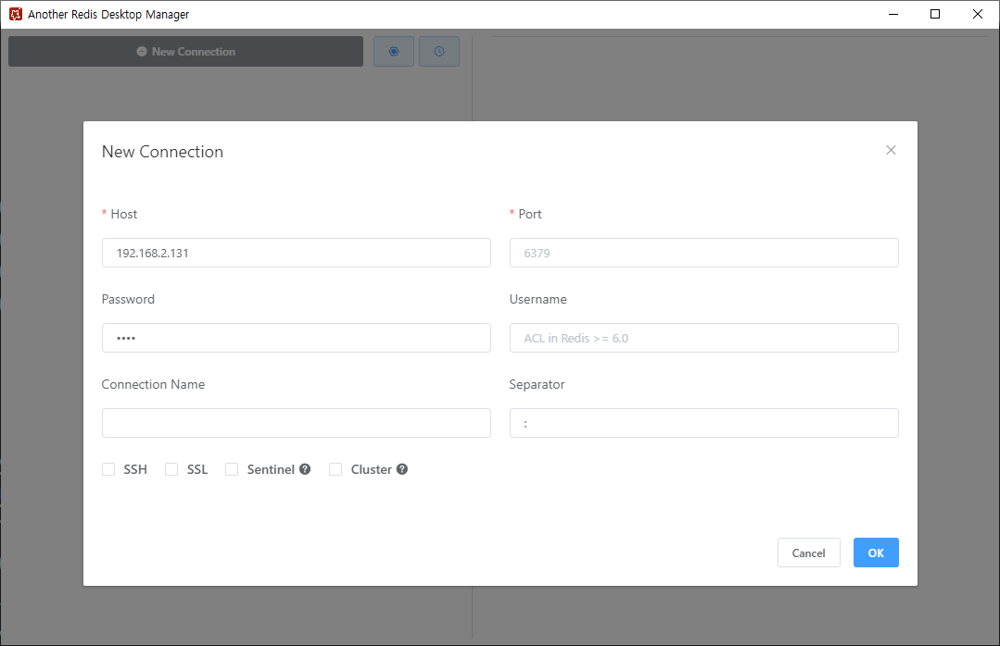 Another Redis Desktop Manager
New Connection
New Connection
* Host
* Port
192.168.2.131
6379
Password
Username
••••
ACL in Redis >= 6.0
Connection Name
Separator
:
SSH SSL Sentinel ? Cluster ?
Cancel OK